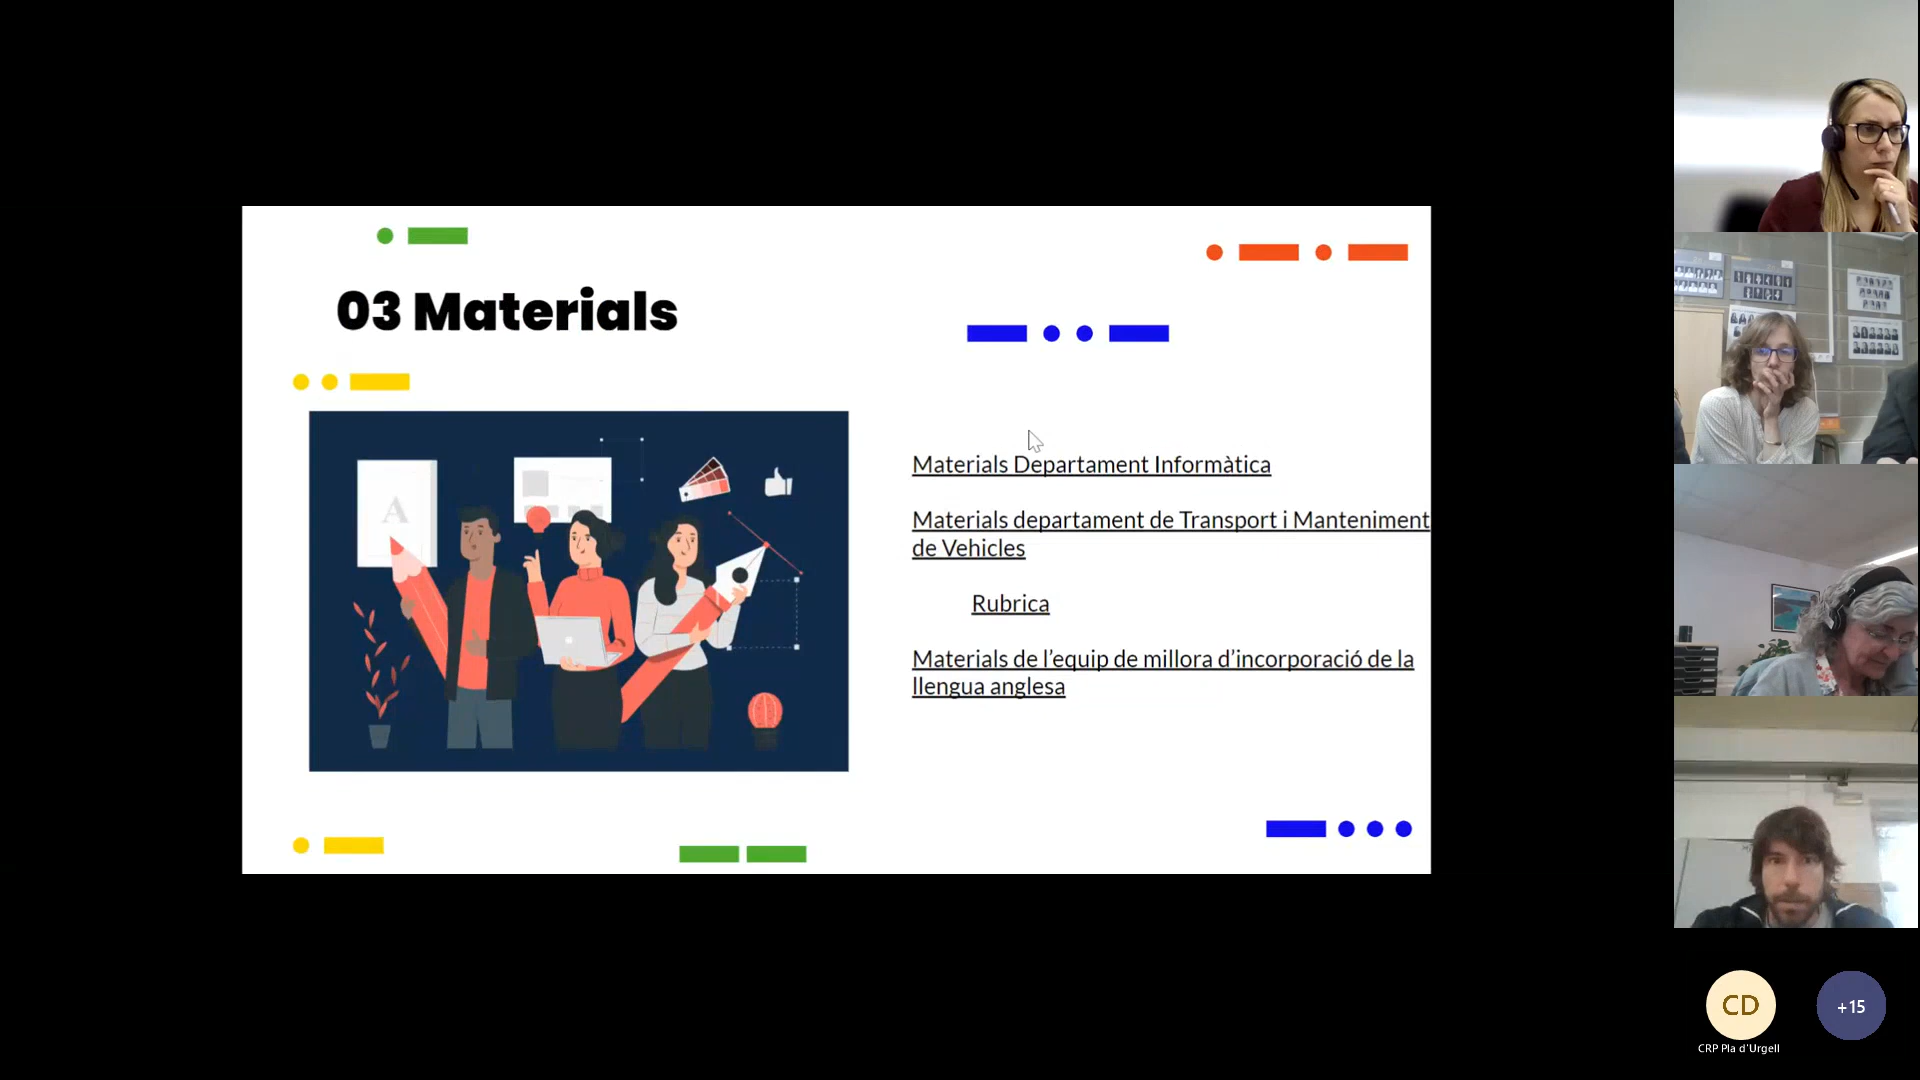 03 Materials
A
Materials Departament Informàtica
Materials departament de Transport i Manteniment
de Vehicles
Rubrica
Materials de l'equip de millora d'incorporació de la
llengua anglesa
CD
+15
CRP Pla d'Urgell